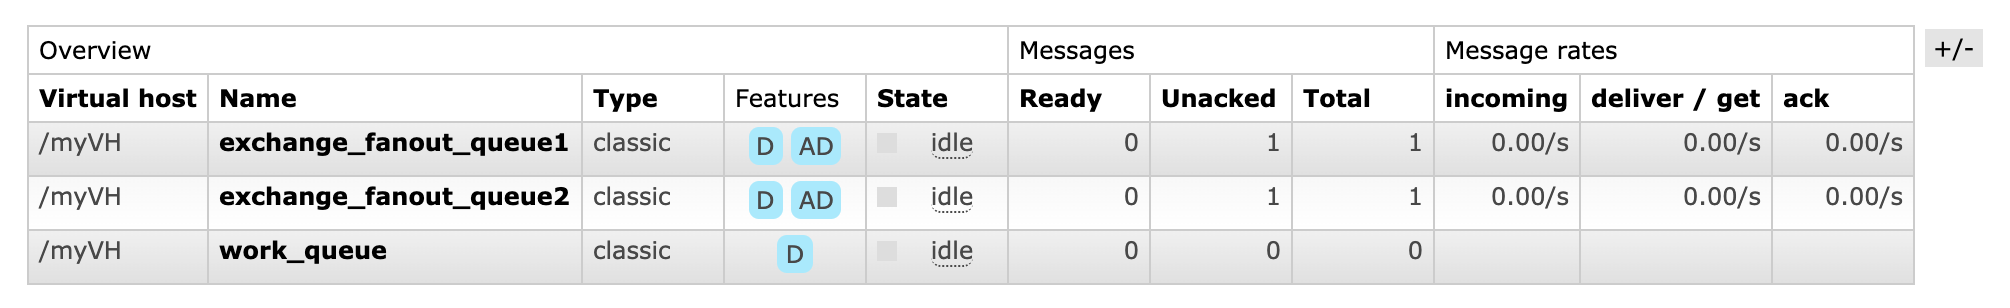 Overview Messages Message rates +/-
Virtual host Name Type Features State Ready Unacked Total incoming deliver / get ack
/myVH exchange_fanout_queue1 classic D AD idle 0 1 1 0.00/s 0.00/s 0.00/s
/myVH exchange_fanout_queue2 classic D AD idle 0 1 1 0.00/s 0.00/s 0.00/s
/myVH work_queue classic D idle 0 0 0